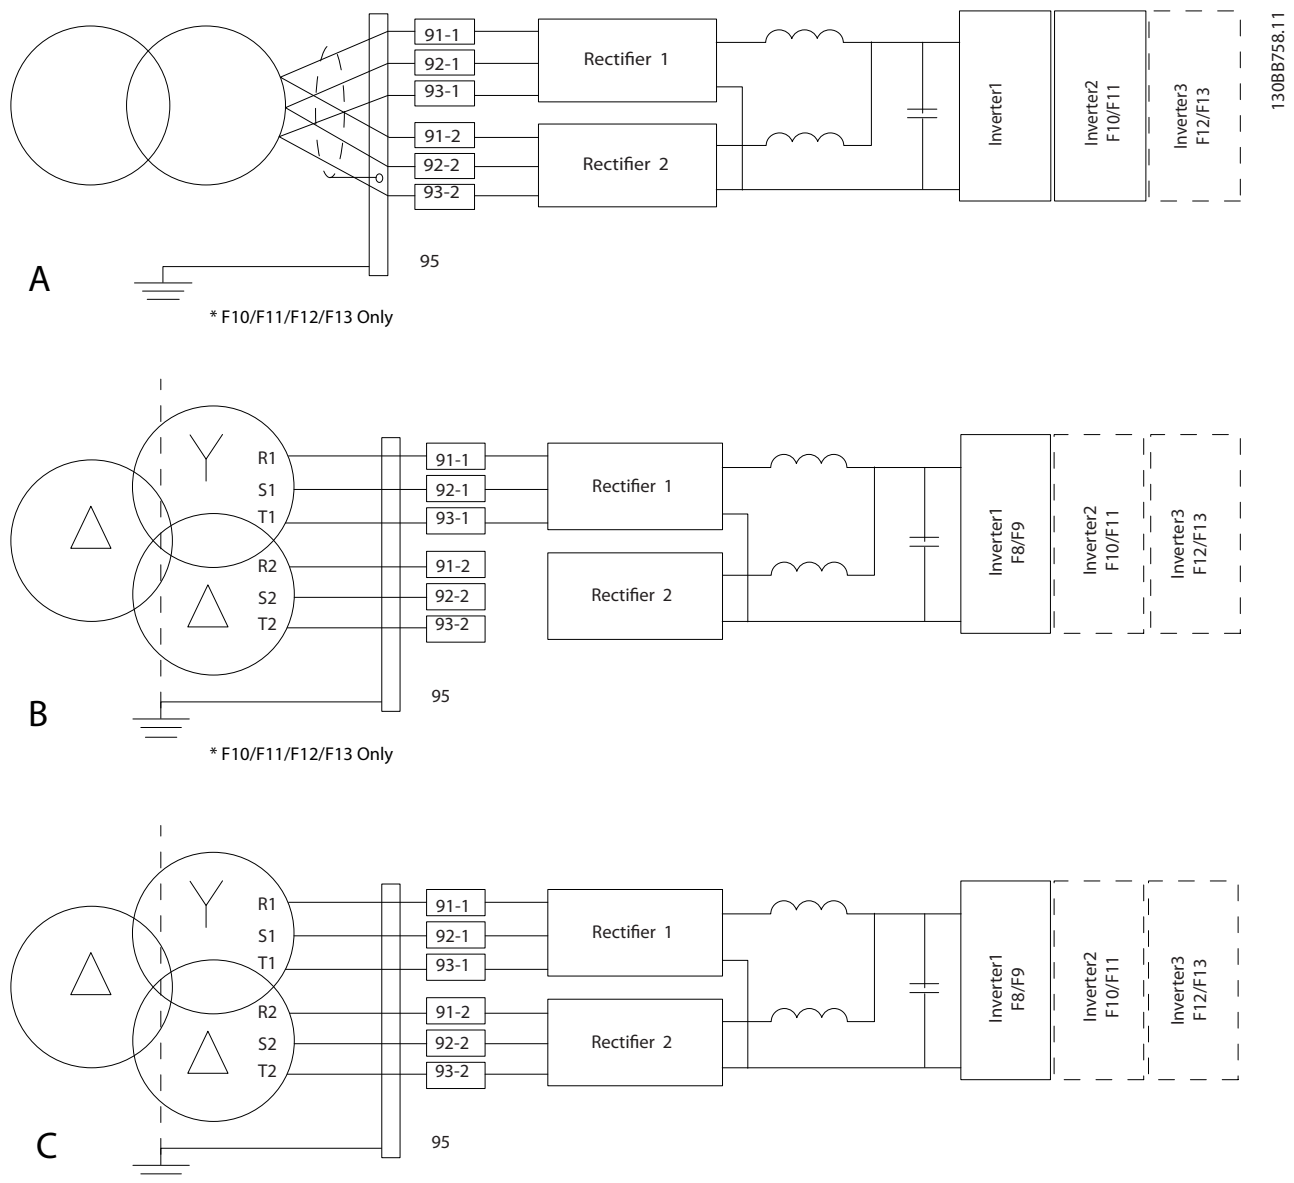 91-1
92-1
93-1
91-2
92-2
93-2
Rectifier 1
Rectifier 2
Inverter1
Inverter2
F10/F11
Inverter3
F12/F13
130BB758.11
95
A
* F10/F11/F12/F13 Only
R1
S1
T1
R2
S2
T2
91-1
92-1
93-1
91-2
92-2
93-2
Rectifier 1
Rectifier 2
Inverter1
F8/F9
Inverter2
F10/F11
Inverter3
F12/F13
95
B
* F10/F11/F12/F13 Only
R1
S1
T1
R2
S2
T2
91-1
92-1
93-1
91-2
92-2
93-2
Rectifier 1
Rectifier 2
Inverter1
F8/F9
Inverter2
F10/F11
Inverter3
F12/F13
95
C